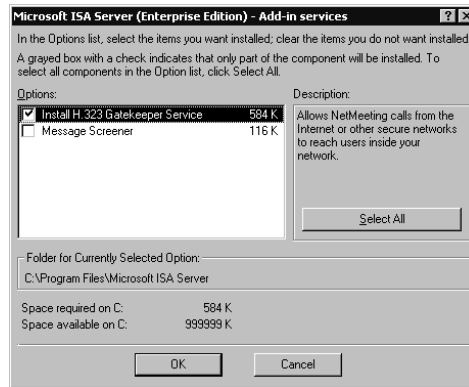 Microsoft ISA Server (Enterprise Edition) - Add-in services
In the Options list, select the items you want installed; clear the items you do not want installed
A grayed box with a check indicates that only part of the component will be installed. To
select all components in the Option list, click Select All.
Options:
Install H.323 Gatekeeper Service 584 K
Message Screener 116 K
Description:
Allows NetMeeting calls from the
Internet or other secure networks
to reach users inside your
network.
Select All
Folder for Currently Selected Option:
C:\Program Files\Microsoft ISA Server
Space required on C: 584 K
Space available on C: 999999 K
OK Cancel